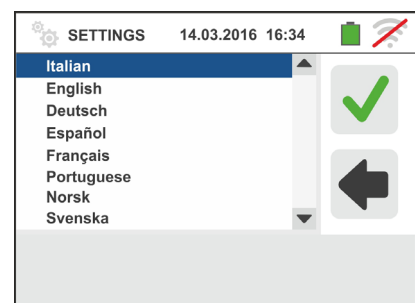 SETTINGS 14.03.2016 16:34
Italian
English
Deutsch
Español
Français
Portuguese
Norsk
Svenska